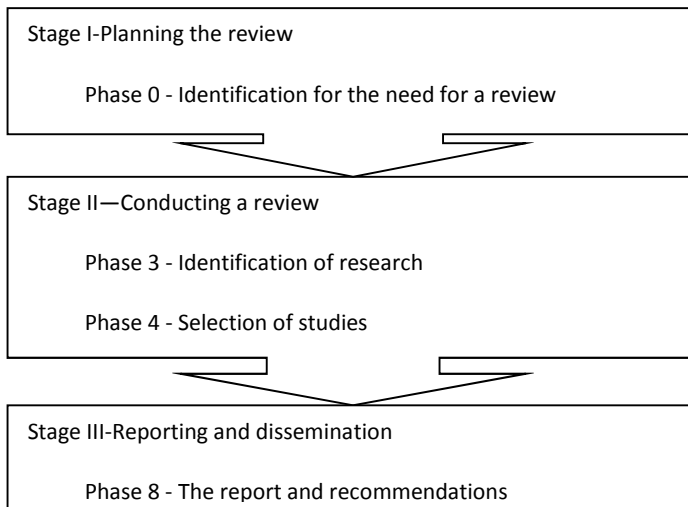 Stage I-Planning the review
Phase 0 - Identification for the need for a review
Stage II—Conducting a review
Phase 3 - Identification of research
Phase 4 - Selection of studies
Stage III-Reporting and dissemination
Phase 8 - The report and recommendations